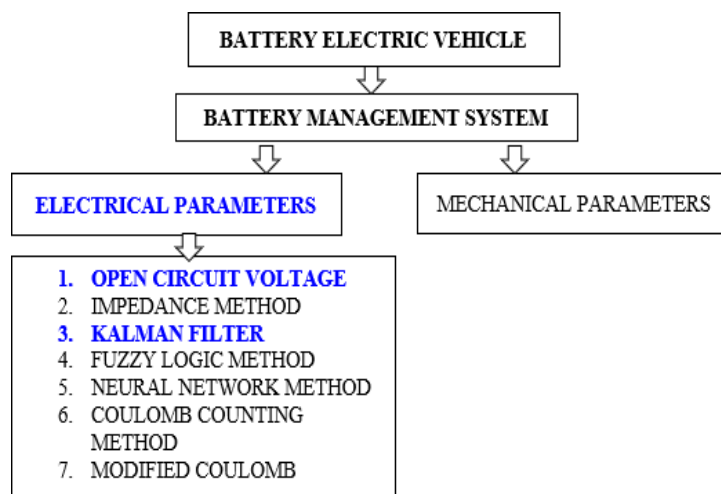 BATTERY ELECTRIC VEHICLE
BATTERY MANAGEMENT SYSTEM
ELECTRICAL PARAMETERS
MECHANICAL PARAMETERS
1. OPEN CIRCUIT VOLTAGE
2. IMPEDANCE METHOD
3. KALMAN FILTER
4. FUZZY LOGIC METHOD
5. NEURAL NETWORK METHOD
6. COULOMB COUNTING
METHOD
7. MODIFIED COULOMB